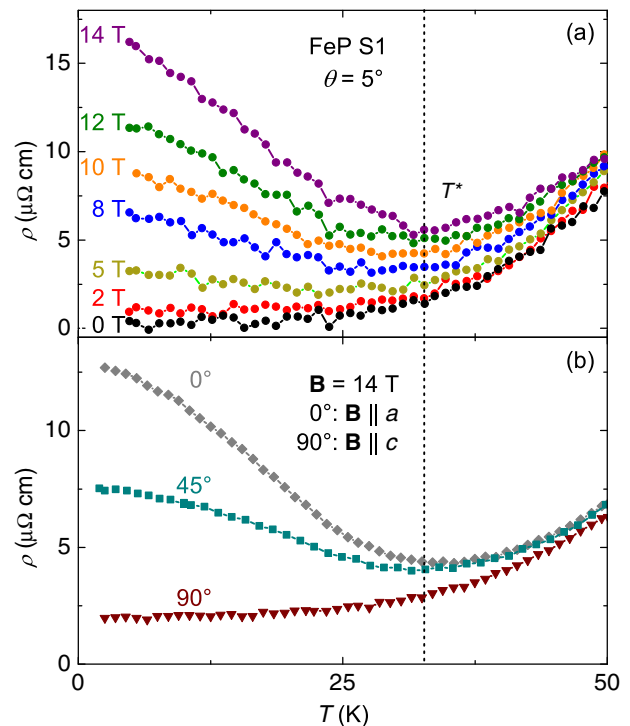 (a)
FeP S1
θ = 5°
14 T
12 T
10 T
8 T
5 T
2 T
0 T
T*
15
10
5
0
ρ (μΩ cm)
(b)
B = 14 T
0°: B || a
90°: B || c
0°
45°
90°
10
5
0
ρ (μΩ cm)
0
25
50
T (K)